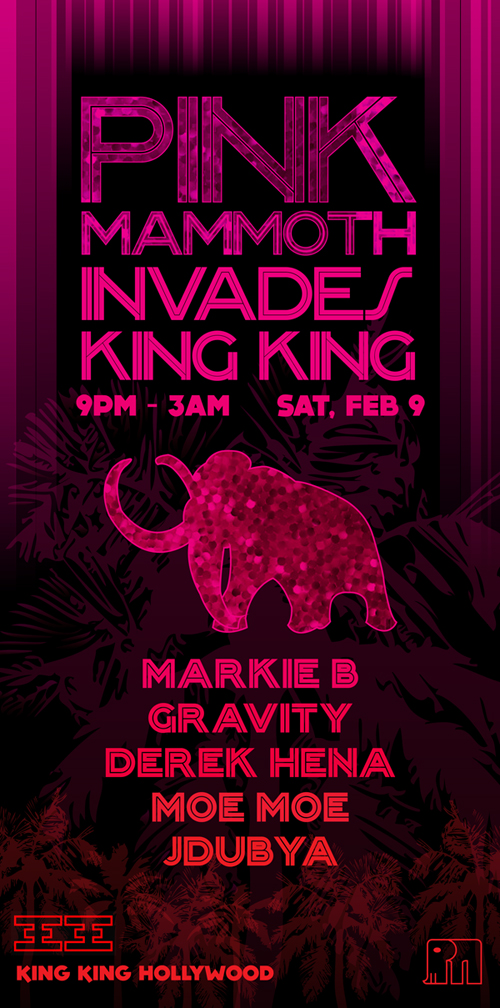 PINK
MAMMOTH
INVADES
KING KING
9PM - 3AM SAT, FEB 9
MARKIE B
GRAVITY
DEREK HENA
MOE MOE
JDUBYA
KING KING HOLLYWOOD